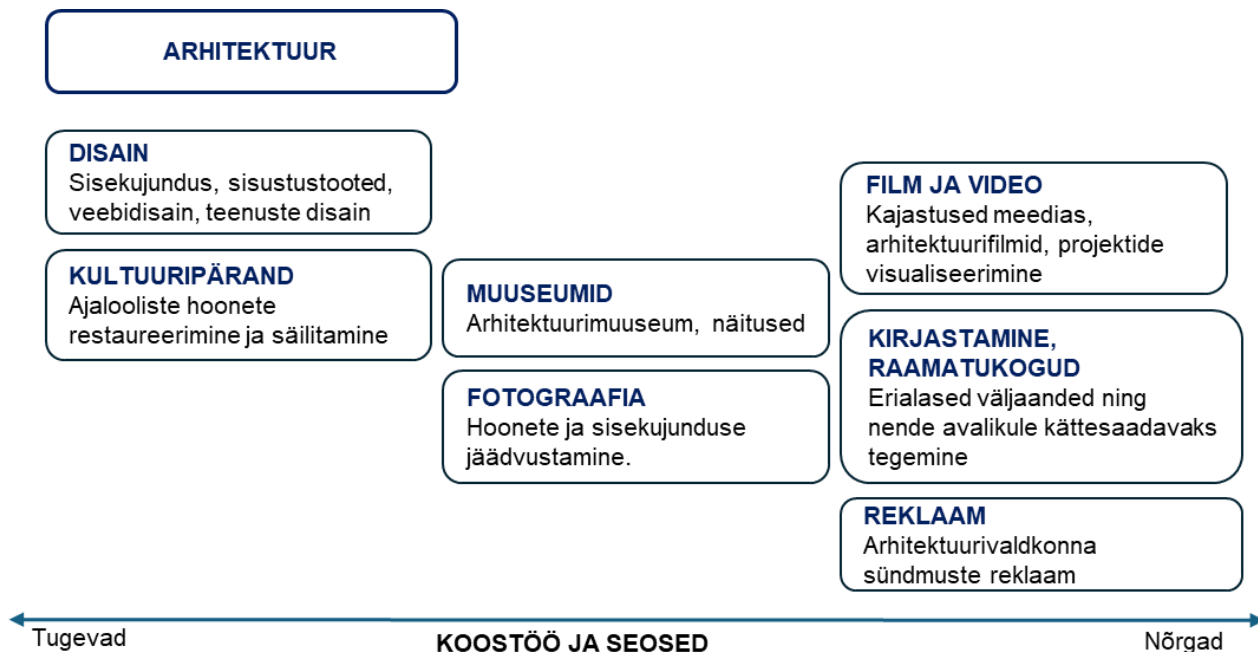 ARHITEKTUUR
DISAIN
Sisekujundus, sisustustooted,
veebidisain, teenuste disain
KULTUURIPÄRAND
Ajalooliste hoonete
restaureerimine ja säilitamine
MUUSEUMID
Arhitektuurimuuseum, näitused
FOTOGRAAFIA
Hoonete ja sisekujunduse
jäädvustamine.
FILM JA VIDEO
Kajastused meedias,
arhitektuurifilmid, projektide
visualiseerimine
KIRJASTAMINE,
RAAMATUKOGUD
Erialased väljaanded ning
nende avalikule kättesaadavaks
tegemine
REKLAAM
Arhitektuurivaldkonna
sündmuste reklaam
Tugevad
KOOSTÖÖ JA SEOSED
Nõrgad